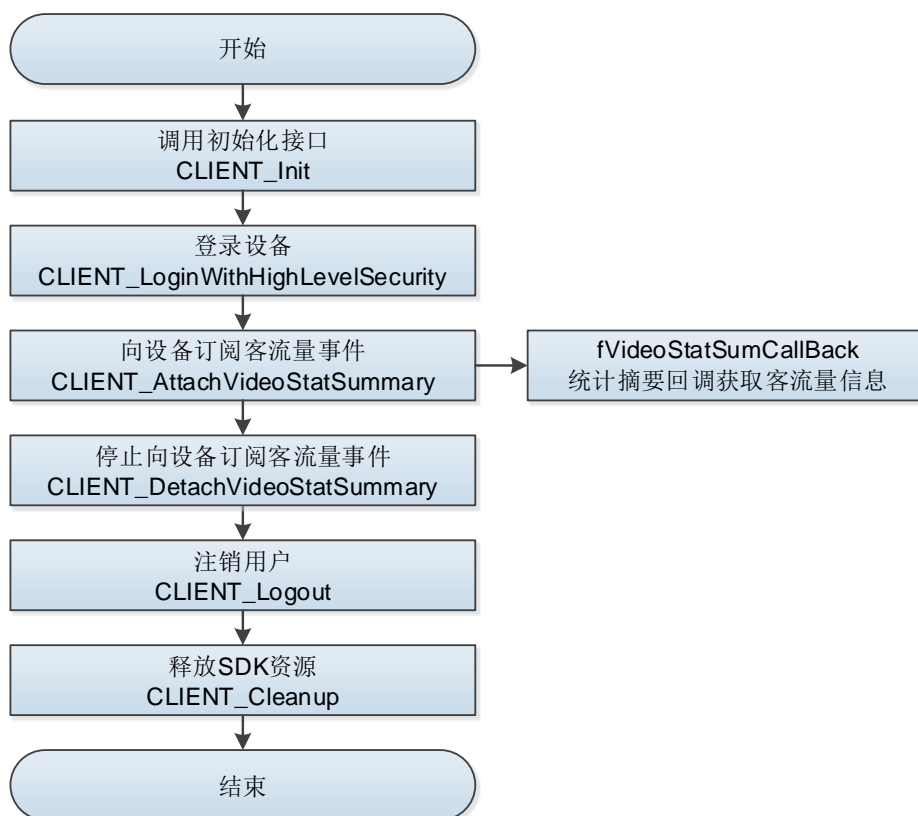 开始
调用初始化接口
CLIENT_Init
登录设备
CLIENT_LoginWithHighLevelSecurity
向设备订阅客流量事件
CLIENT_AttachVideoStatSummary
fVideoStatSumCallBack
统计摘要回调获取客流量信息
停止向设备订阅客流量事件
CLIENT_DetachVideoStatSummary
注销用户
CLIENT_Logout
释放SDK资源
CLIENT_Cleanup
结束